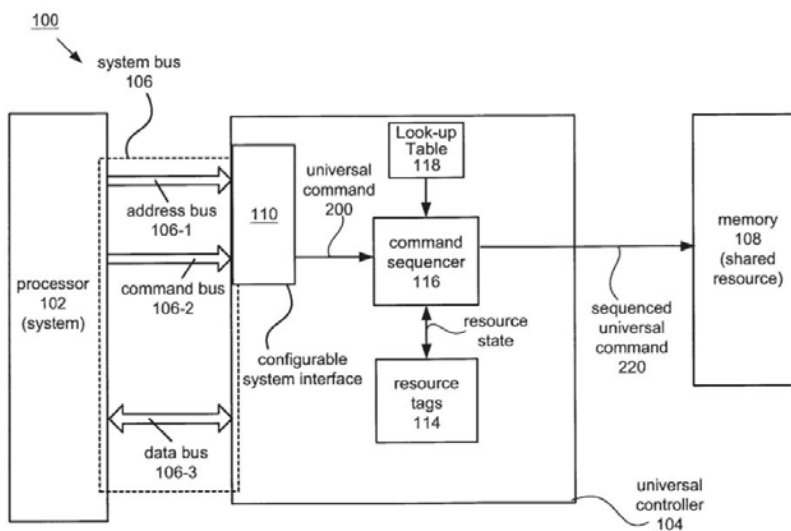 100
system bus
106
Look-up
Table
118
universal
command
200
110
address bus
106-1
command
sequencer
116
memory
108
(shared
resource)
processor
102
(system)
command bus
106-2
sequenced
universal
command
220
resource
state
configurable
system interface
resource
tags
114
data bus
106-3
universal
controller
104